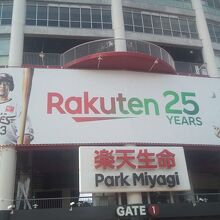 Rakuten 25
YEARS
楽天生命
Park Miyagi
GATE 1